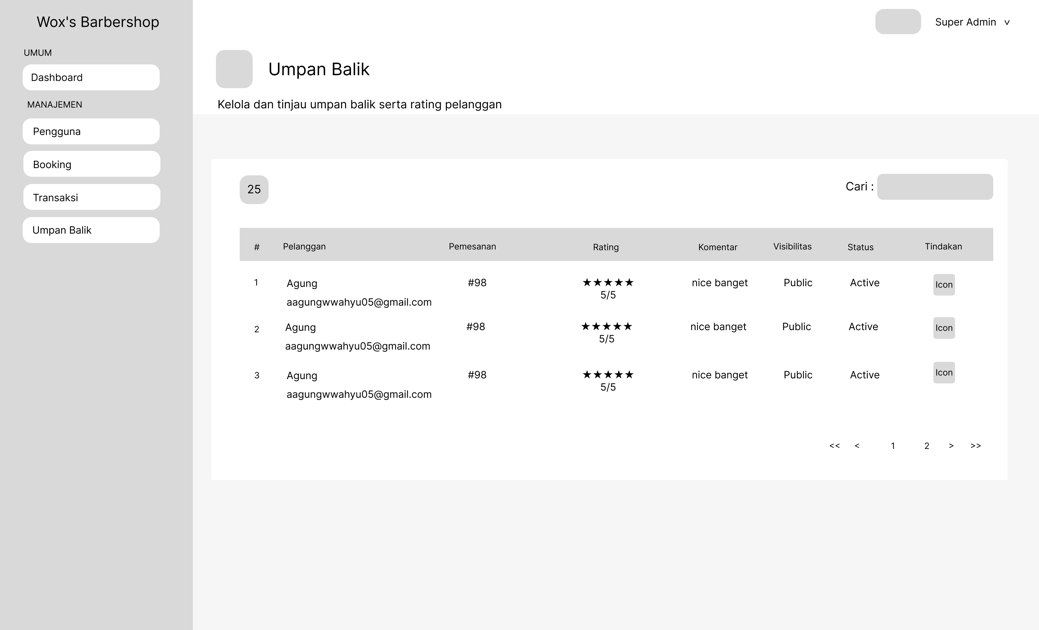 Wox's Barbershop
Super Admin v
UMUM
Dashboard
MANAJEMEN
Pengguna
Booking
Transaksi
Umpan Balik
Umpan Balik
Kelola dan tinjau umpan balik serta rating pelanggan
25
Cari :
# Pelanggan Pemesanan Rating Komentar Visibilitas Status Tindakan
1 Agung #98 ★★★★★ nice banget Public Active Icon
aagungwwahyu05@gmail.com 5/5
2 Agung #98 ★★★★★ nice banget Public Active Icon
aagungwwahyu05@gmail.com 5/5
3 Agung #98 ★★★★★ nice banget Public Active Icon
aagungwwahyu05@gmail.com 5/5
<< < 1 2 > >>